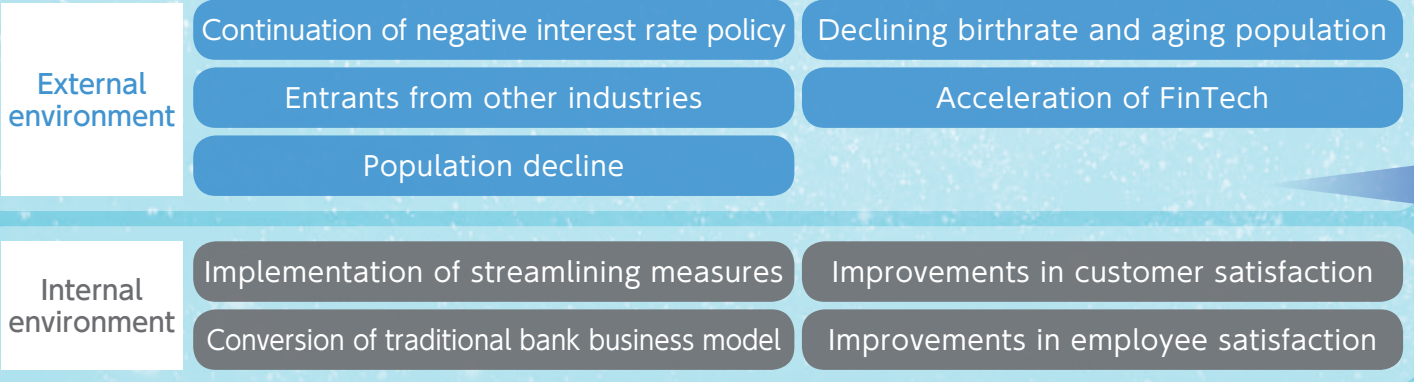 External
environment
Continuation of negative interest rate policy
Declining birthrate and aging population
Entrants from other industries
Acceleration of FinTech
Population decline
Internal
environment
Implementation of streamlining measures
Improvements in customer satisfaction
Conversion of traditional bank business model
Improvements in employee satisfaction